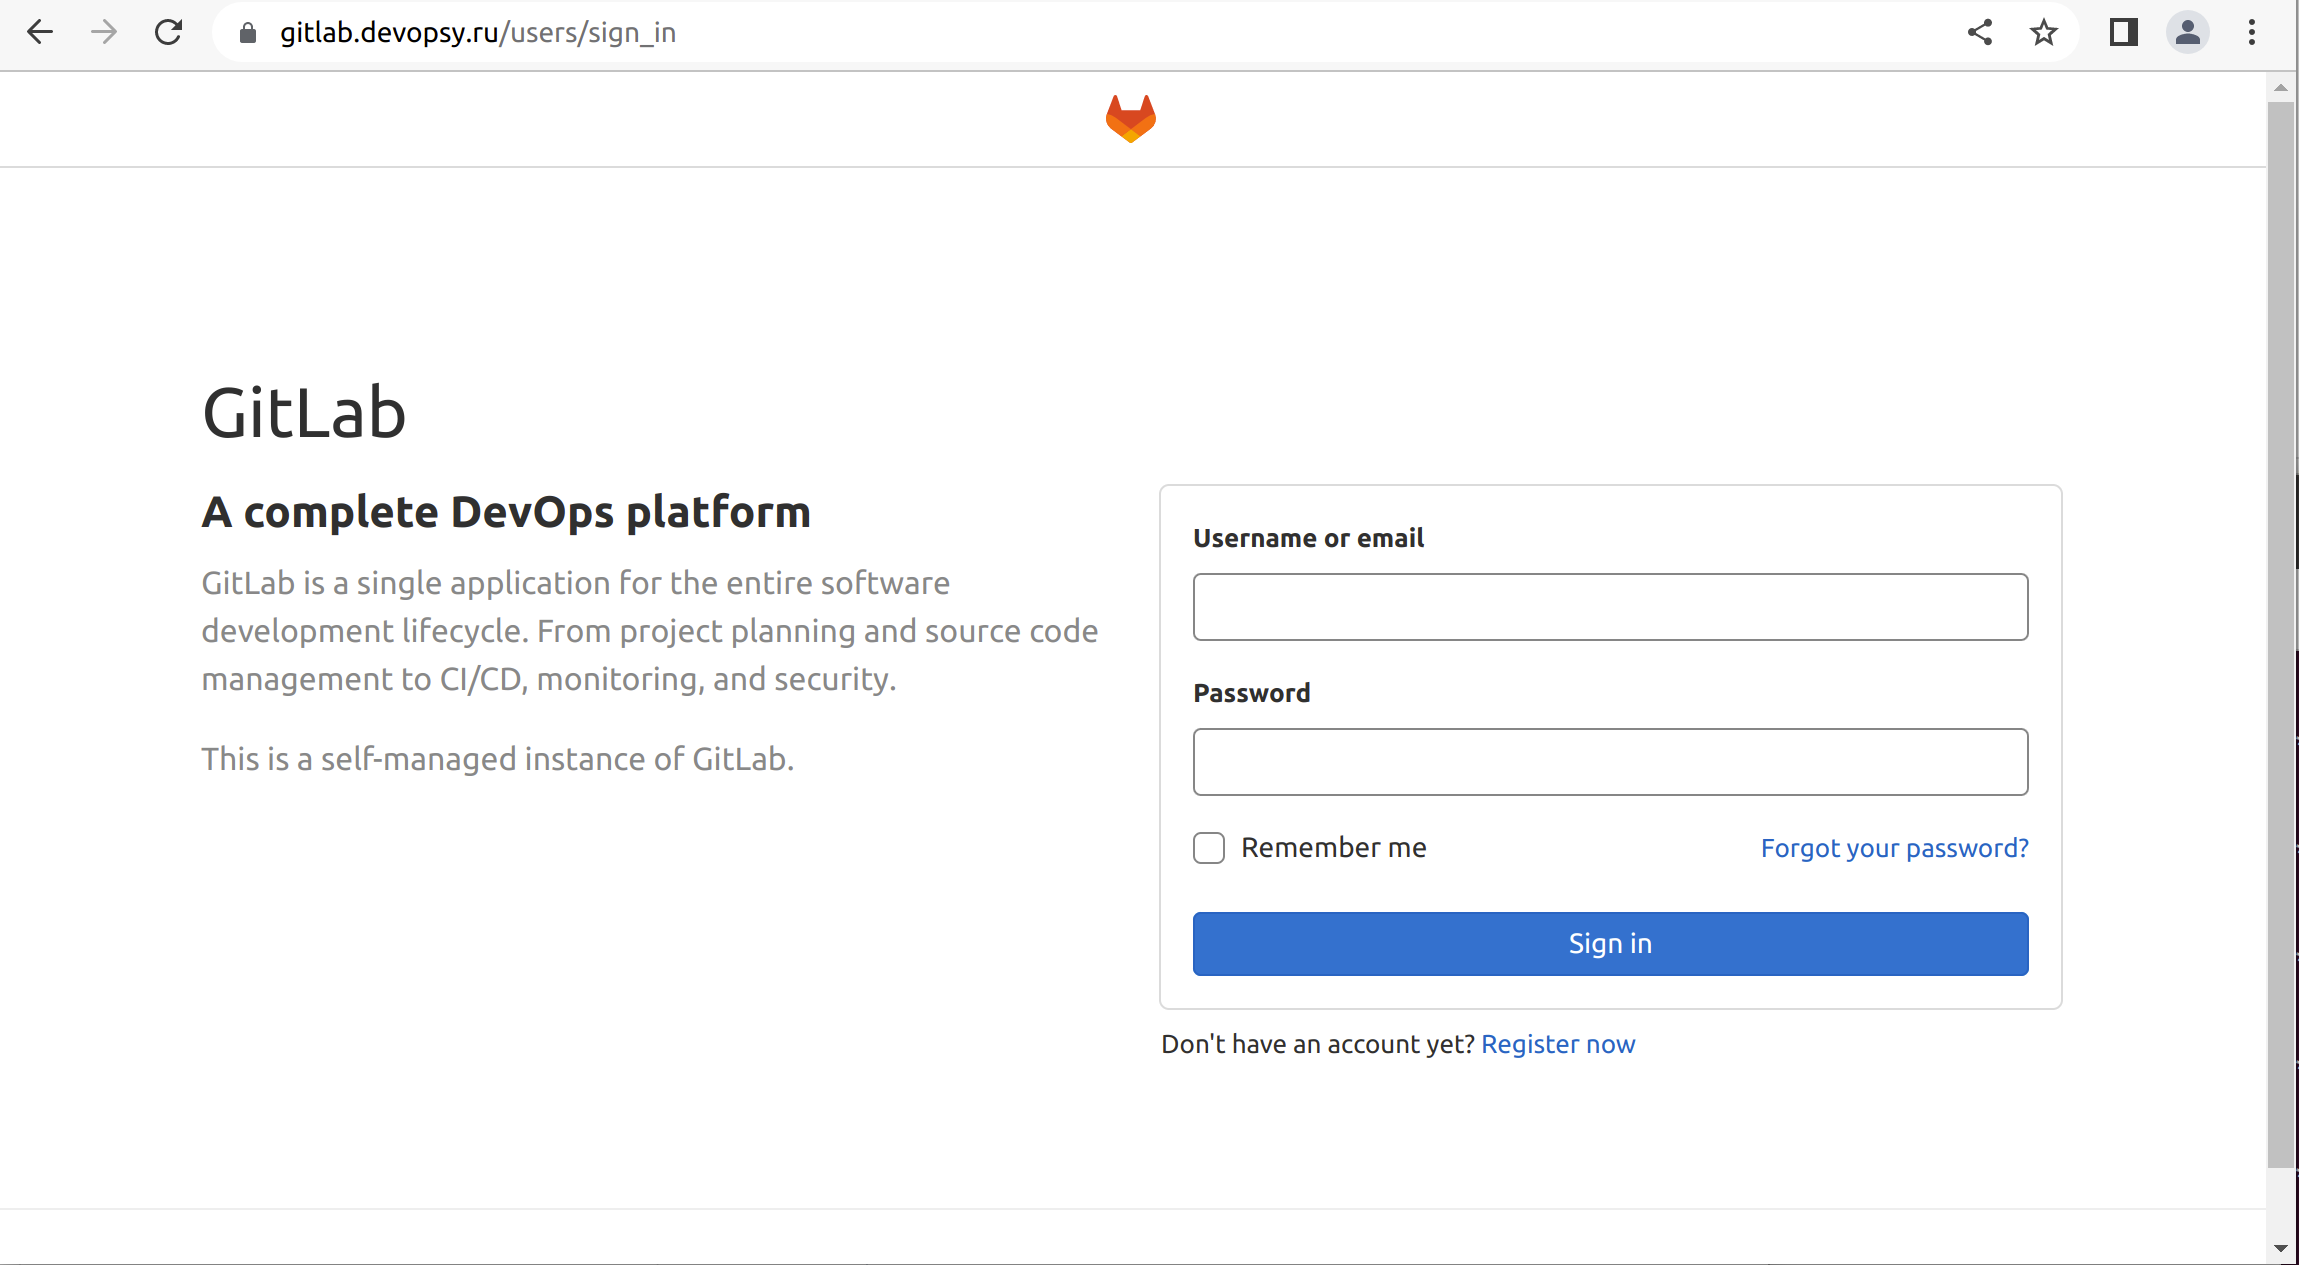 gitlab.devopsy.ru/users/sign_in
GitLab
A complete DevOps platform
GitLab is a single application for the entire software
development lifecycle. From project planning and source code
management to CI/CD, monitoring, and security.
This is a self-managed instance of GitLab.
Username or email
Password
Remember me
Forgot your password?
Sign in
Don't have an account yet? Register now